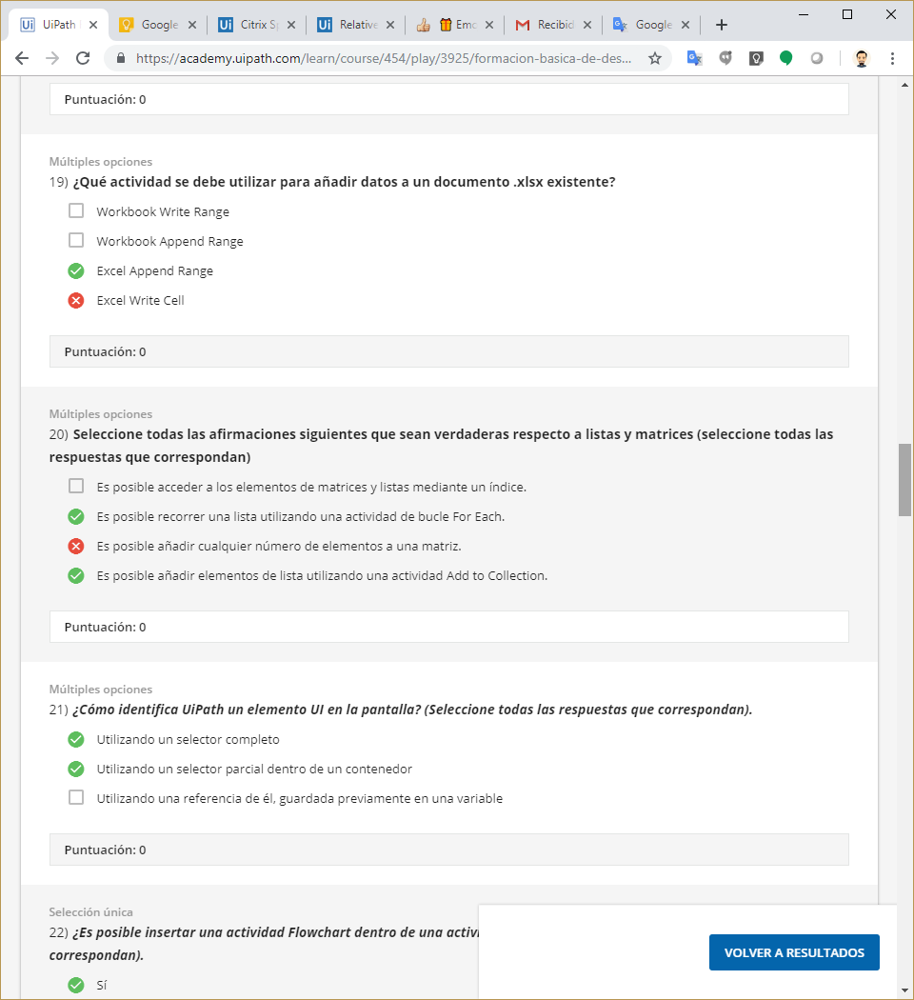 UiPath
Google
Citrix Sp
Relative
Emo
Recibid
Google
https://academy.uipath.com/learn/course/454/play/3925/formacion-basica-de-des...
Puntuación: 0
Múltiples opciones
19) ¿Qué actividad se debe utilizar para añadir datos a un documento .xlsx existente?
Workbook Write Range
Workbook Append Range
Excel Append Range
Excel Write Cell
Puntuación: 0
Múltiples opciones
20) Seleccione todas las afirmaciones siguientes que sean verdaderas respecto a listas y matrices (seleccione todas las
respuestas que correspondan)
Es posible acceder a los elementos de matrices y listas mediante un índice.
Es posible recorrer una lista utilizando una actividad de bucle For Each.
Es posible añadir cualquier número de elementos a una matriz.
Es posible añadir elementos de lista utilizando una actividad Add to Collection.
Puntuación: 0
Múltiples opciones
21) ¿Cómo identifica UiPath un elemento UI en la pantalla? (Seleccione todas las respuestas que correspondan).
Utilizando un selector completo
Utilizando un selector parcial dentro de un contenedor
Utilizando una referencia de él, guardada previamente en una variable
Puntuación: 0
Selección única
22) ¿Es posible insertar una actividad Flowchart dentro de una activi
correspondan).
Sí
VOLVER A RESULTADOS